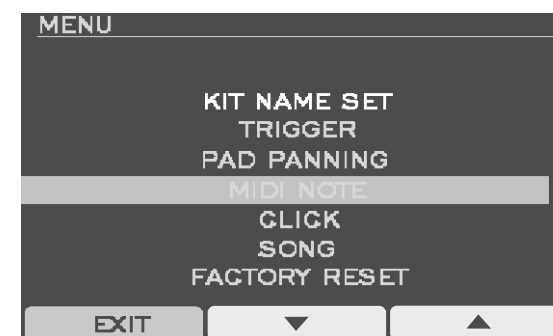 MENU
KIT NAME SET
TRIGGER
PAD PANNING
MIDI NOTE
CLICK
SONG
FACTORY RESET
EXIT ▼ ▲